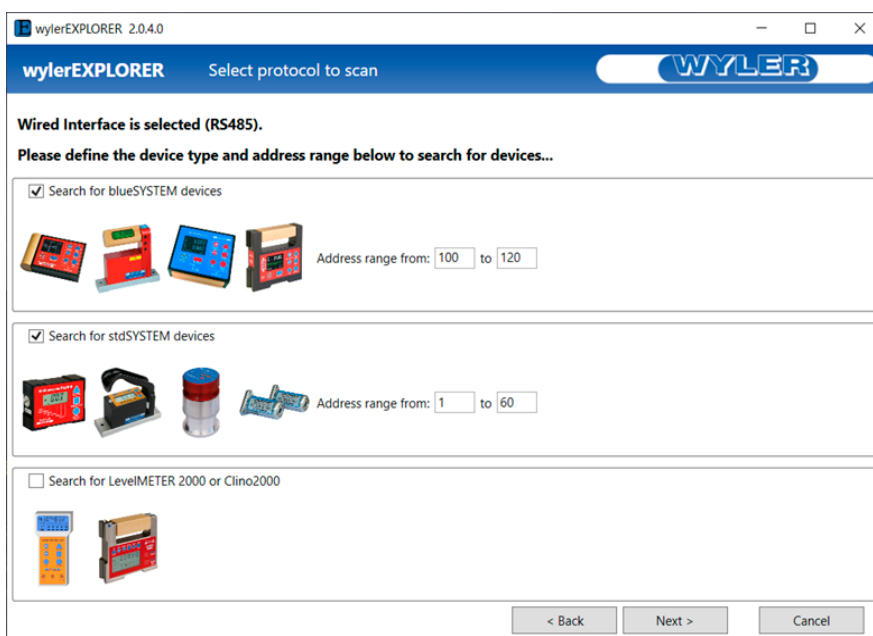 wylerEXPLORER 2.0.4.0
wylerEXPLORER
Select protocol to scan
WYLER
Wired Interface is selected (RS485).
Please define the device type and address range below to search for devices...
Search for blueSYSTEM devices
Address range from: 100 to 120
Search for stdSYSTEM devices
Address range from: 1 to 60
Search for LevelMETER 2000 or Clino2000
< Back
Next >
Cancel